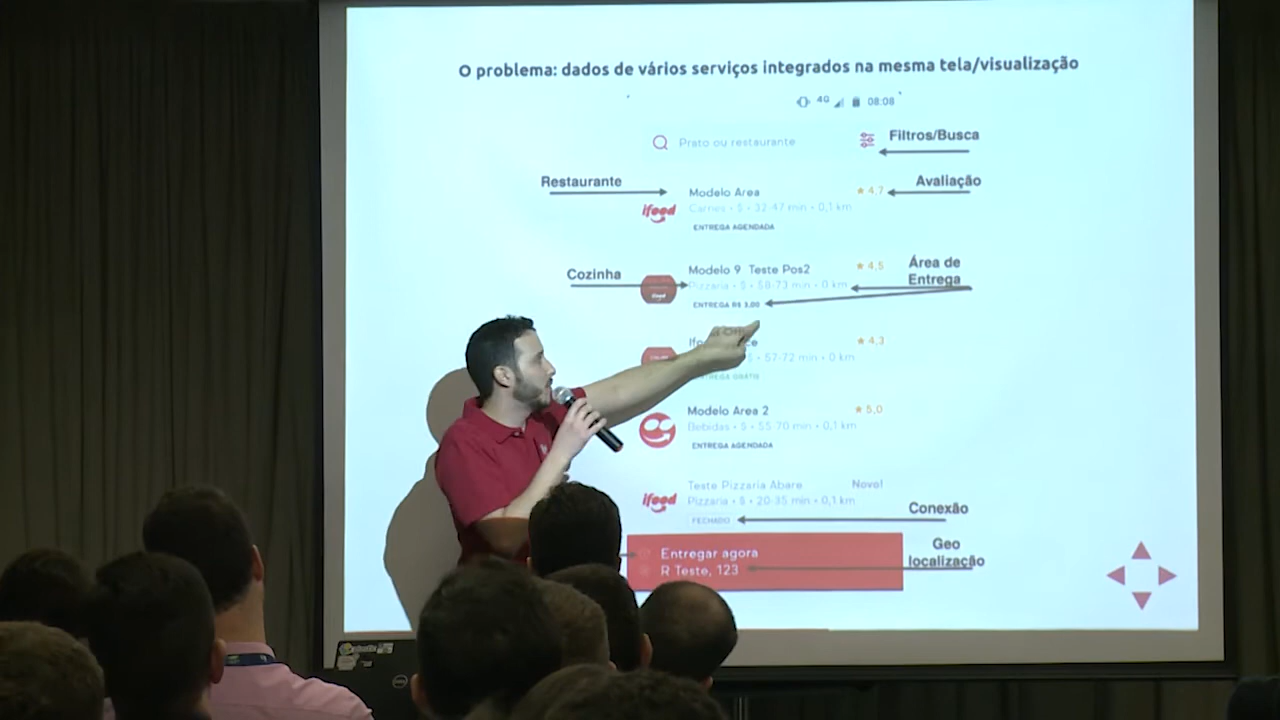 O problema: dados de vários serviços integrados na mesma tela/visualização
4G 08:08
Prato ou restaurante
Filtros/Busca
Restaurante
Modelo Area
★ 4,7
Avaliação
ifood
Carnes • $ • 32-47 min • 0,1 km
ENTREGA AGENDADA
Cozinha
Modelo 9 Teste Pos2
★ 4,5
Área de
Entrega
Pizzaria • $ • 58-73 min • 0 km
ENTREGA R$ 3,00
★ 4,3
$ • 57-72 min • 0 km
GRÁTIS
Modelo Area 2
★ 5,0
Bebidas • $ • 55-70 min • 0,1 km
ENTREGA AGENDADA
Teste Pizzaria Abare
Novo!
ifood
Pizzaria • $ • 20-35 min • 0,1 km
FECHADO
Conexão
Entregar agora
R Teste, 123
Geo
localização
DELL